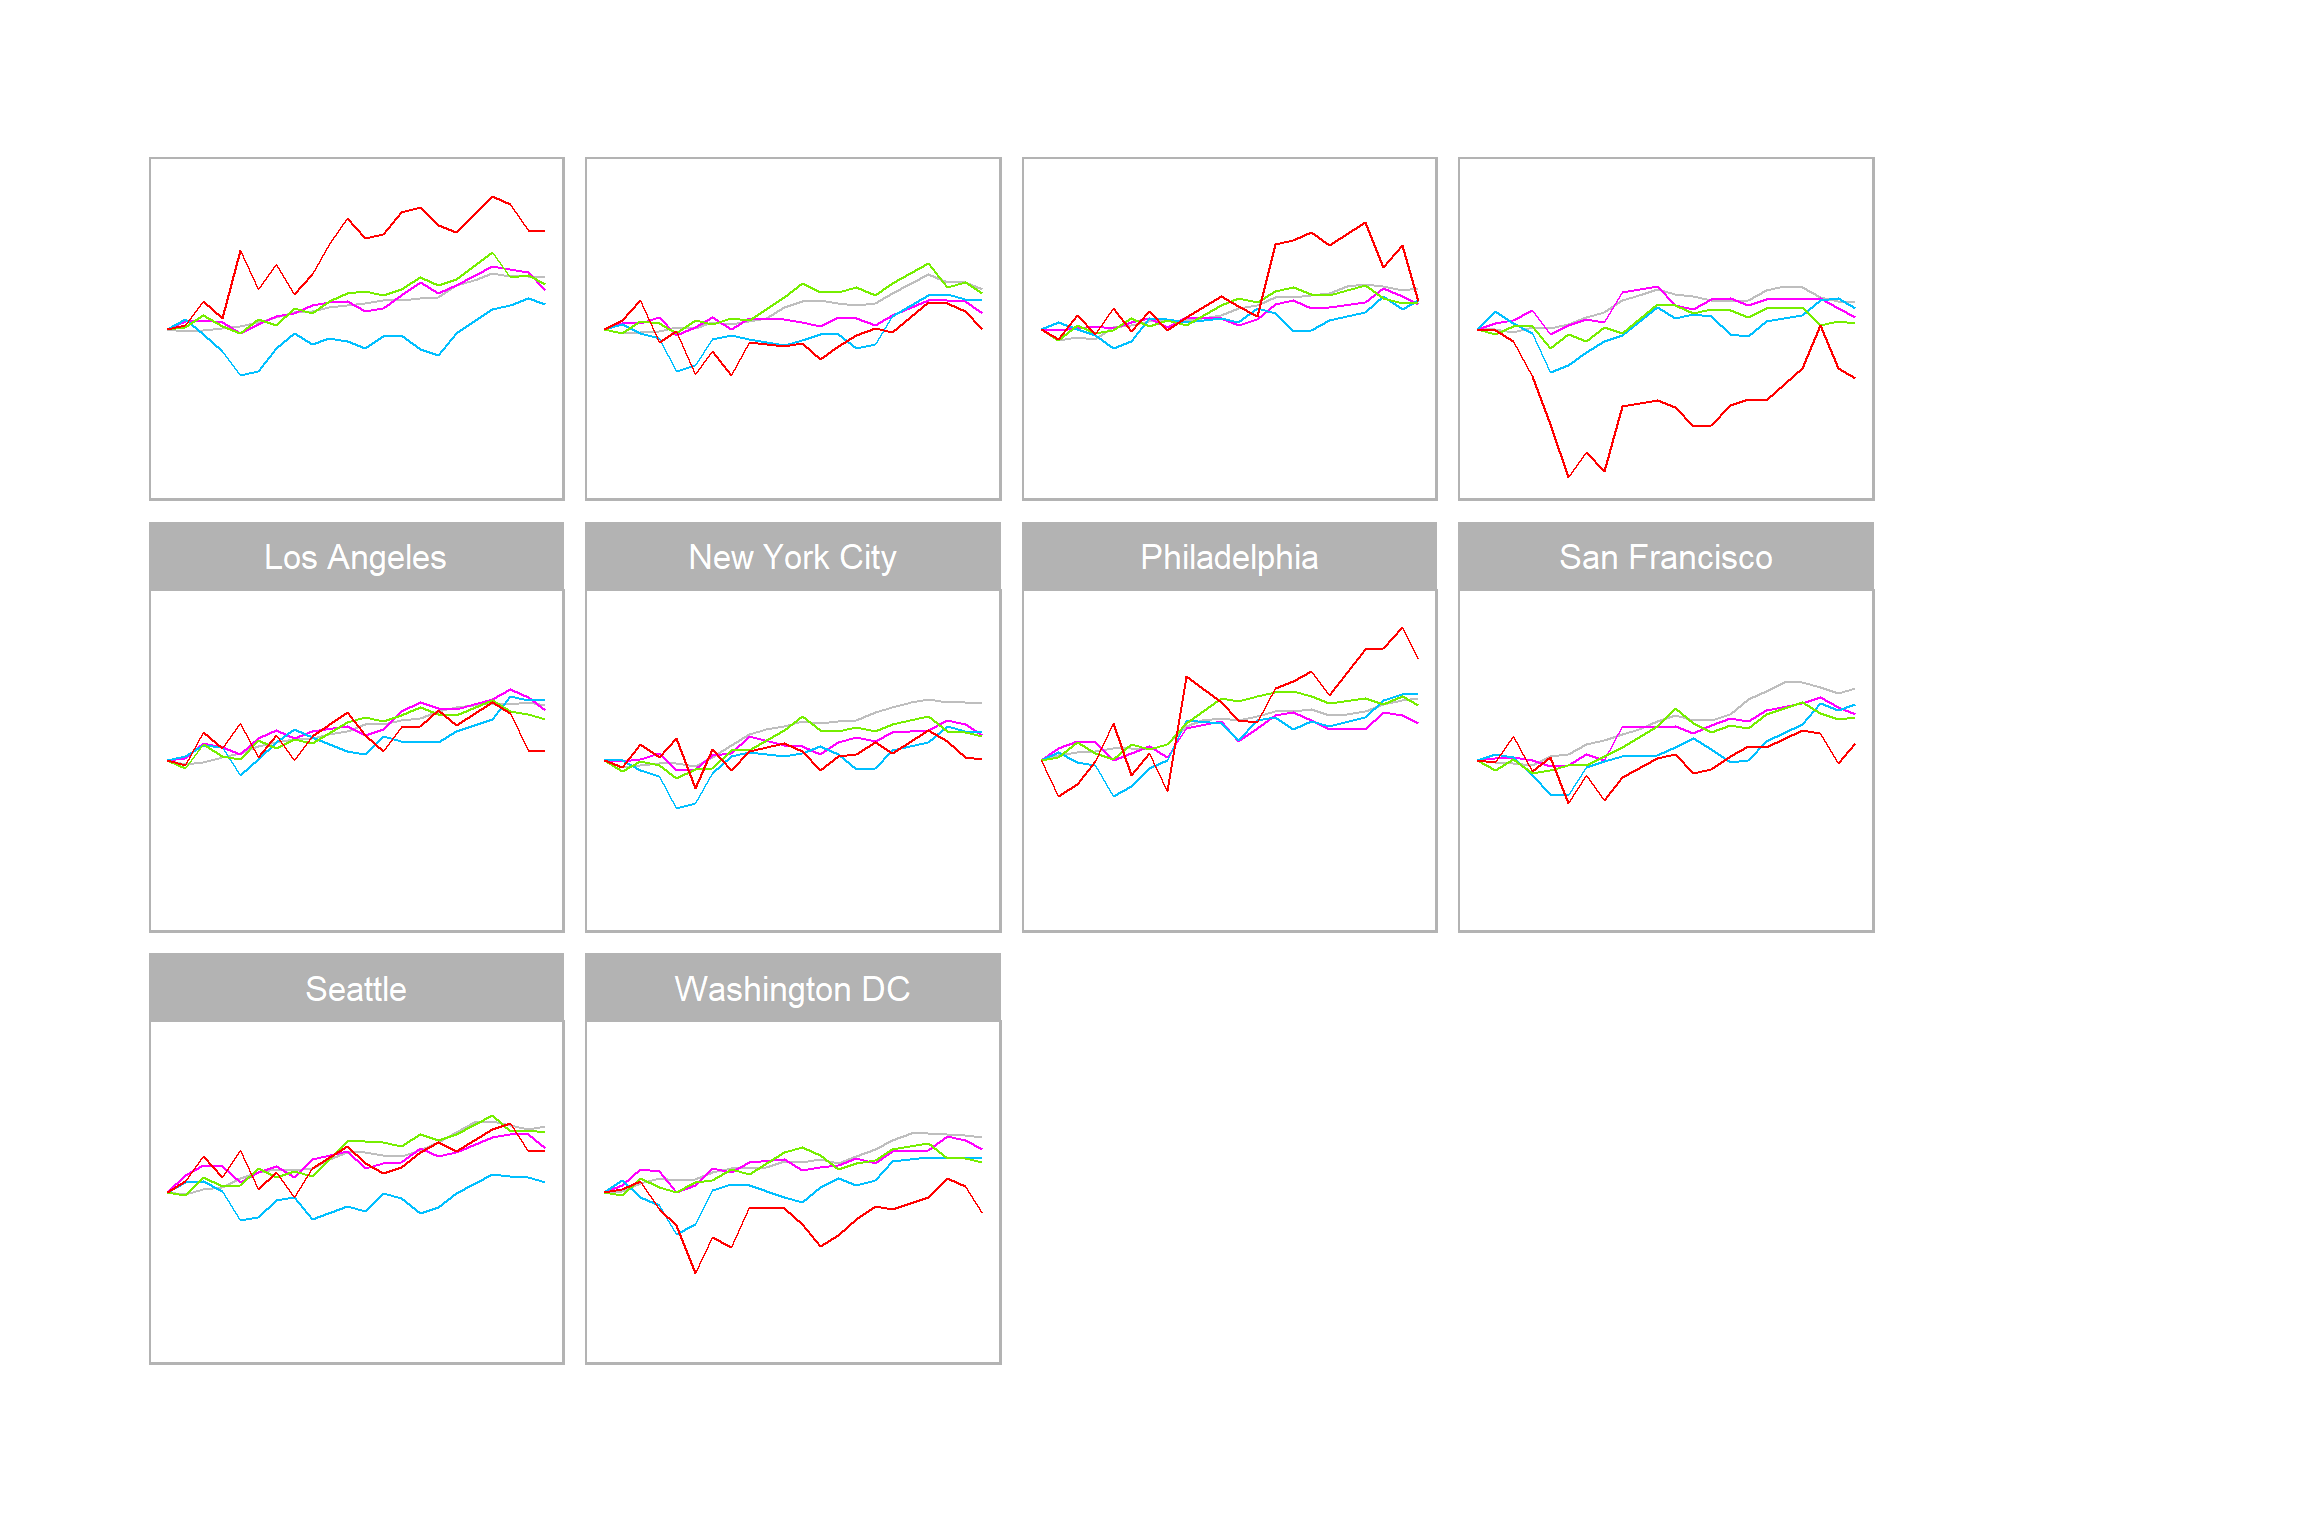 Los Angeles
New York City
Philadelphia
San Francisco
Seattle
Washington DC